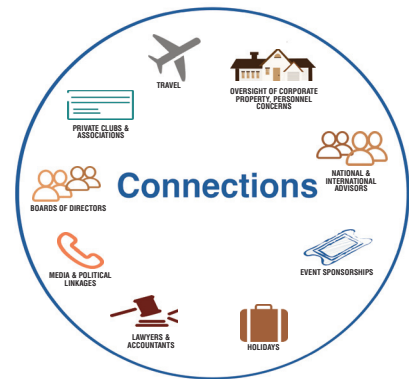 TRAVEL
OVERSIGHT OF CORPORATE
PROPERTY, PERSONNEL
CONCERNS
PRIVATE CLUBS &
ASSOCIATIONS
NATIONAL &
INTERNATIONAL
ADVISORS
Connections
BOARDS OF DIRECTORS
MEDIA & POLITICAL
LINKAGES
EVENT SPONSORSHIPS
LAWYERS &
ACCOUNTANTS
HOLIDAYS